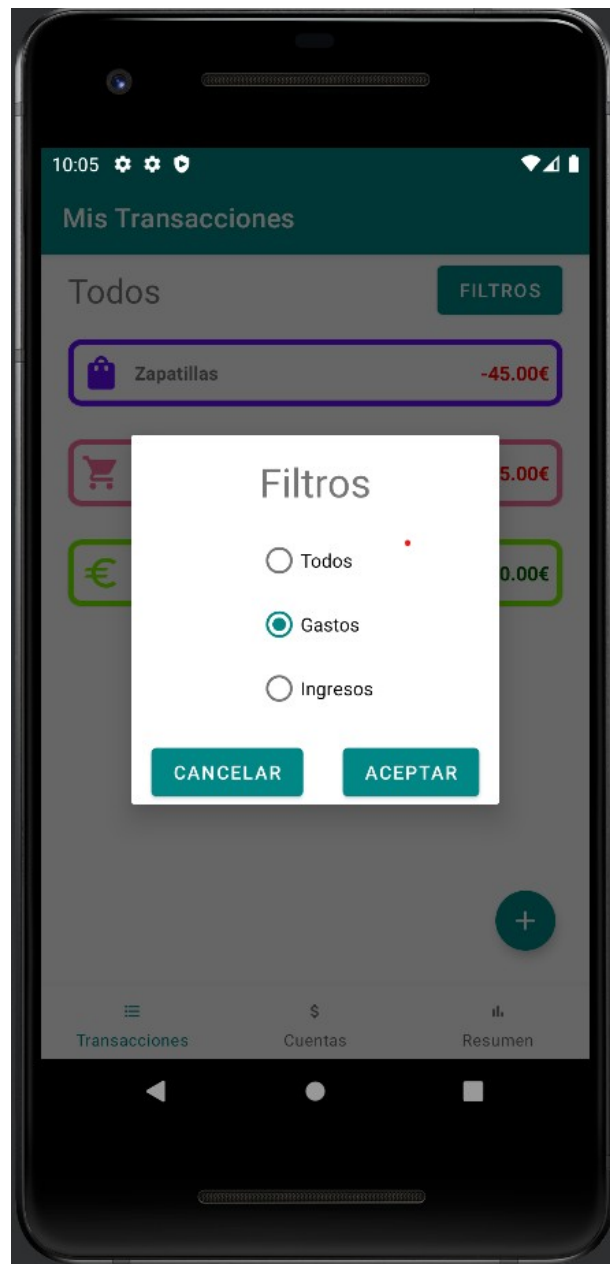 10:05
Mis Transacciones
Todos FILTROS
Zapatillas -45.00€
5.00€
0.00€
Filtros
Todos
Gastos
Ingresos
CANCELAR ACEPTAR
Transacciones Cuentas Resumen